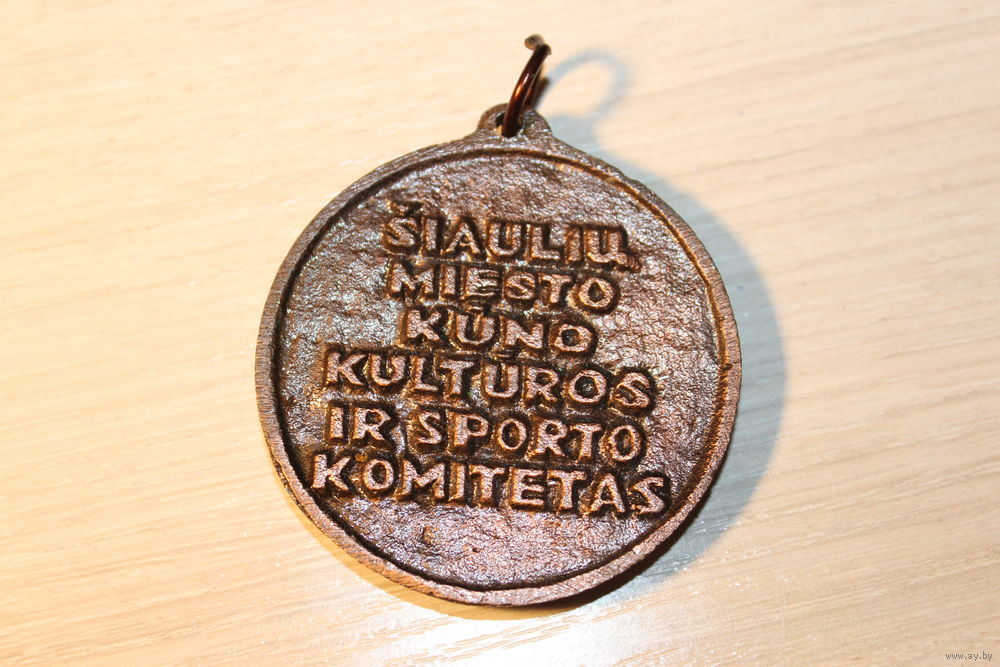 ŠIAULIŲ
MIESTO
KŪNO
KULTŪROS
IR SPORTO
KOMITETAS
www.ay.by